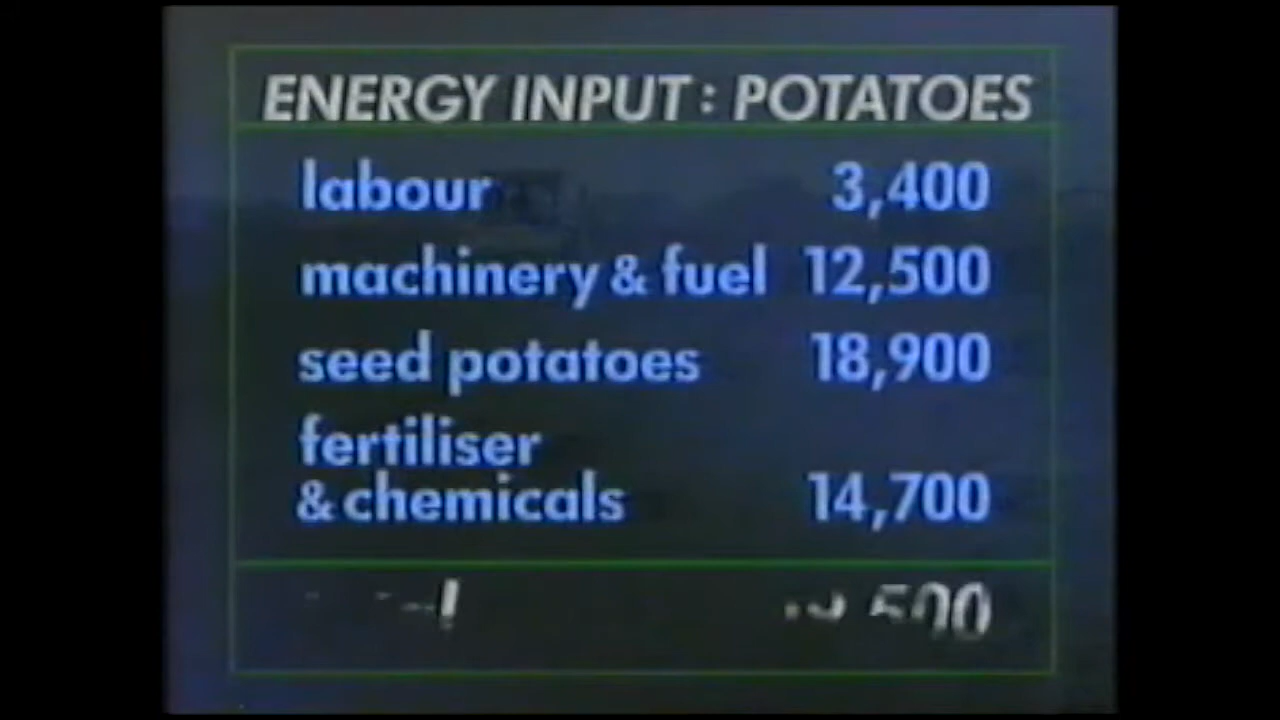 ENERGY INPUT: POTATOES
labour 3,400
machinery & fuel 12,500
seed potatoes 18,900
fertiliser
& chemicals 14,700